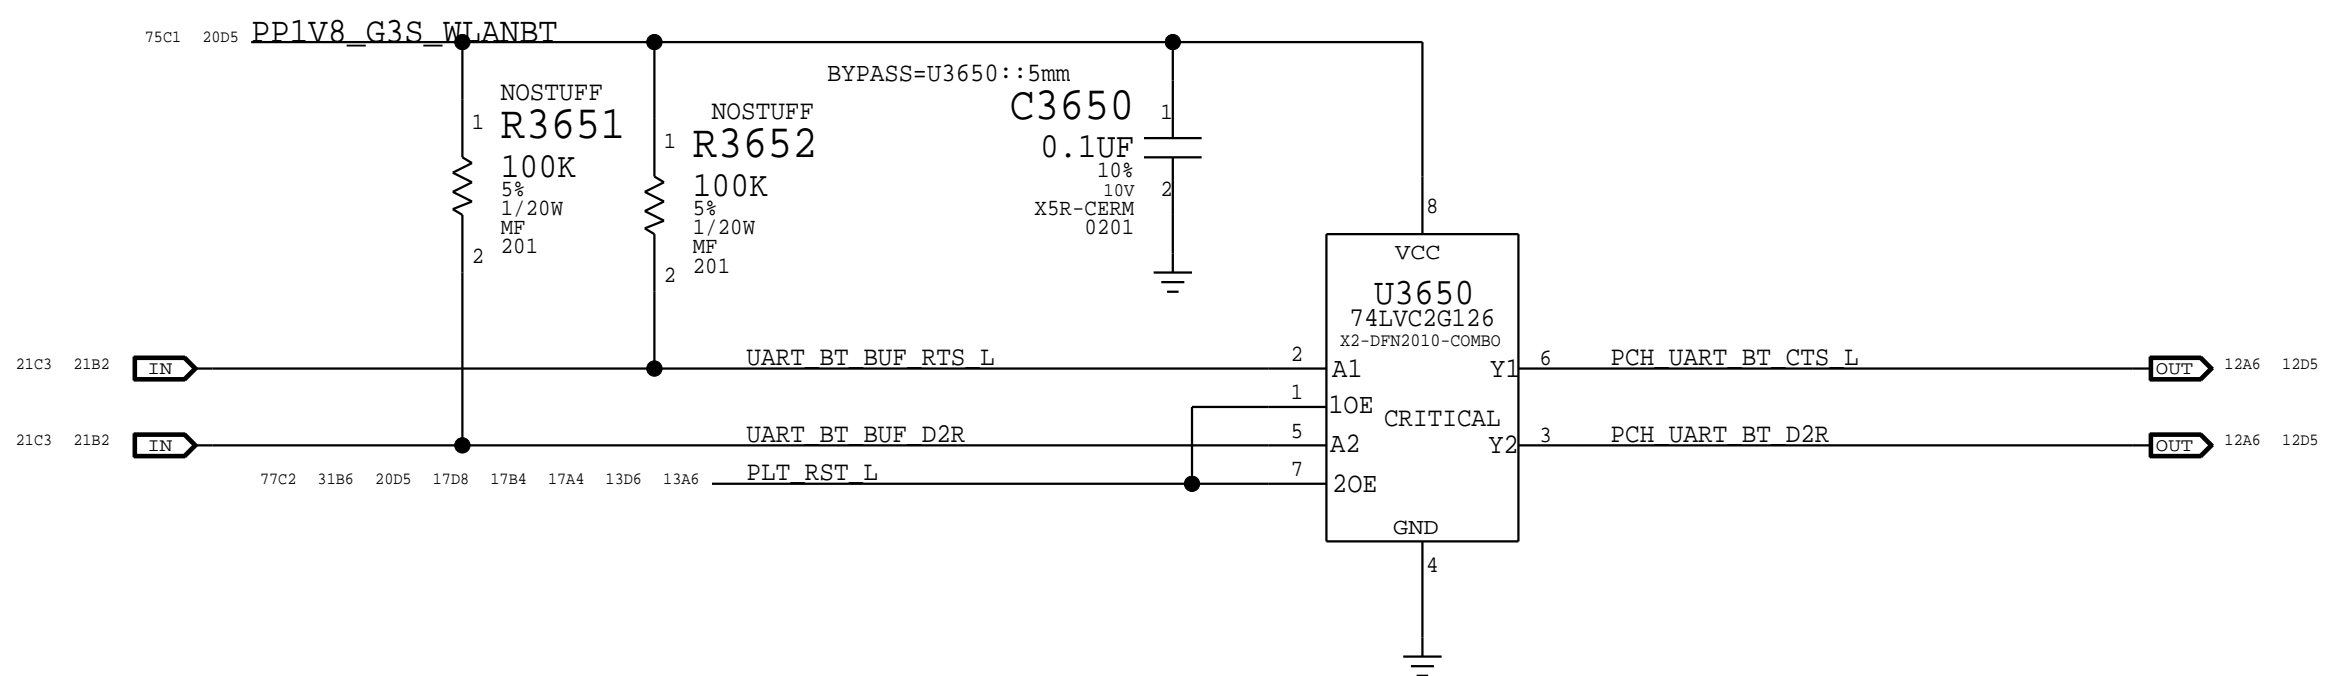 75C1 20D5 PP1V8_G3S_WLANBT
BYPASS=U3650::5mm
NOSTUFF
1 R3651
100K
5%
1/20W
MF
201
2
NOSTUFF
1 R3652
100K
5%
1/20W
MF
201
2
C3650 1
0.1UF
10%
10V 2
X5R-CERM
0201
8
VCC
U3650
74LVC2G126
X2-DFN2010-COMBO
21C3 21B2 IN UART_BT_BUF_RTS_L 2 A1 Y1 6 PCH_UART_BT_CTS_L OUT 12A6 12D5
1 1OE
CRITICAL
21C3 21B2 IN UART_BT_BUF_D2R 5 A2 Y2 3 PCH_UART_BT_D2R OUT 12A6 12D5
77C2 31B6 20D5 17D8 17B4 17A4 13D6 13A6 PLT_RST_L 7 2OE
GND
4